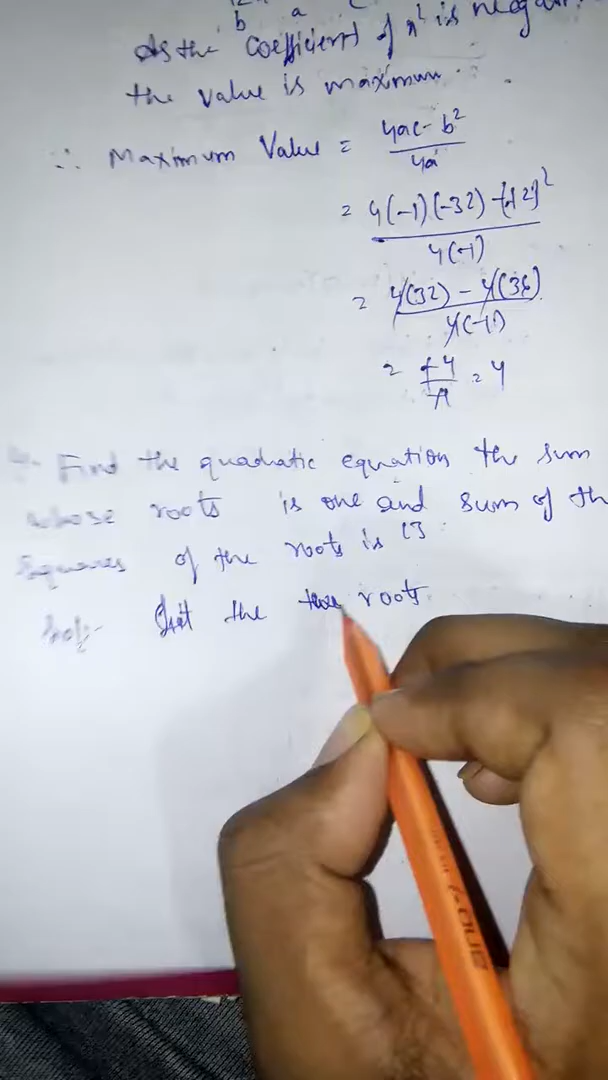 b a c
As the coefficient of x² is nega
the value is maximum
∴ Maximum Value = 4ac - b² / 4a
= 4(-1)(-32) - (12)² / 4(-1)
= 4(32) - 4(36) / 4(-1)
= -4 / -1 = 4
Find the quadratic equation the sum
whose roots is one and sum of th
squares of the roots is 13.
Sol:- Let the two roots